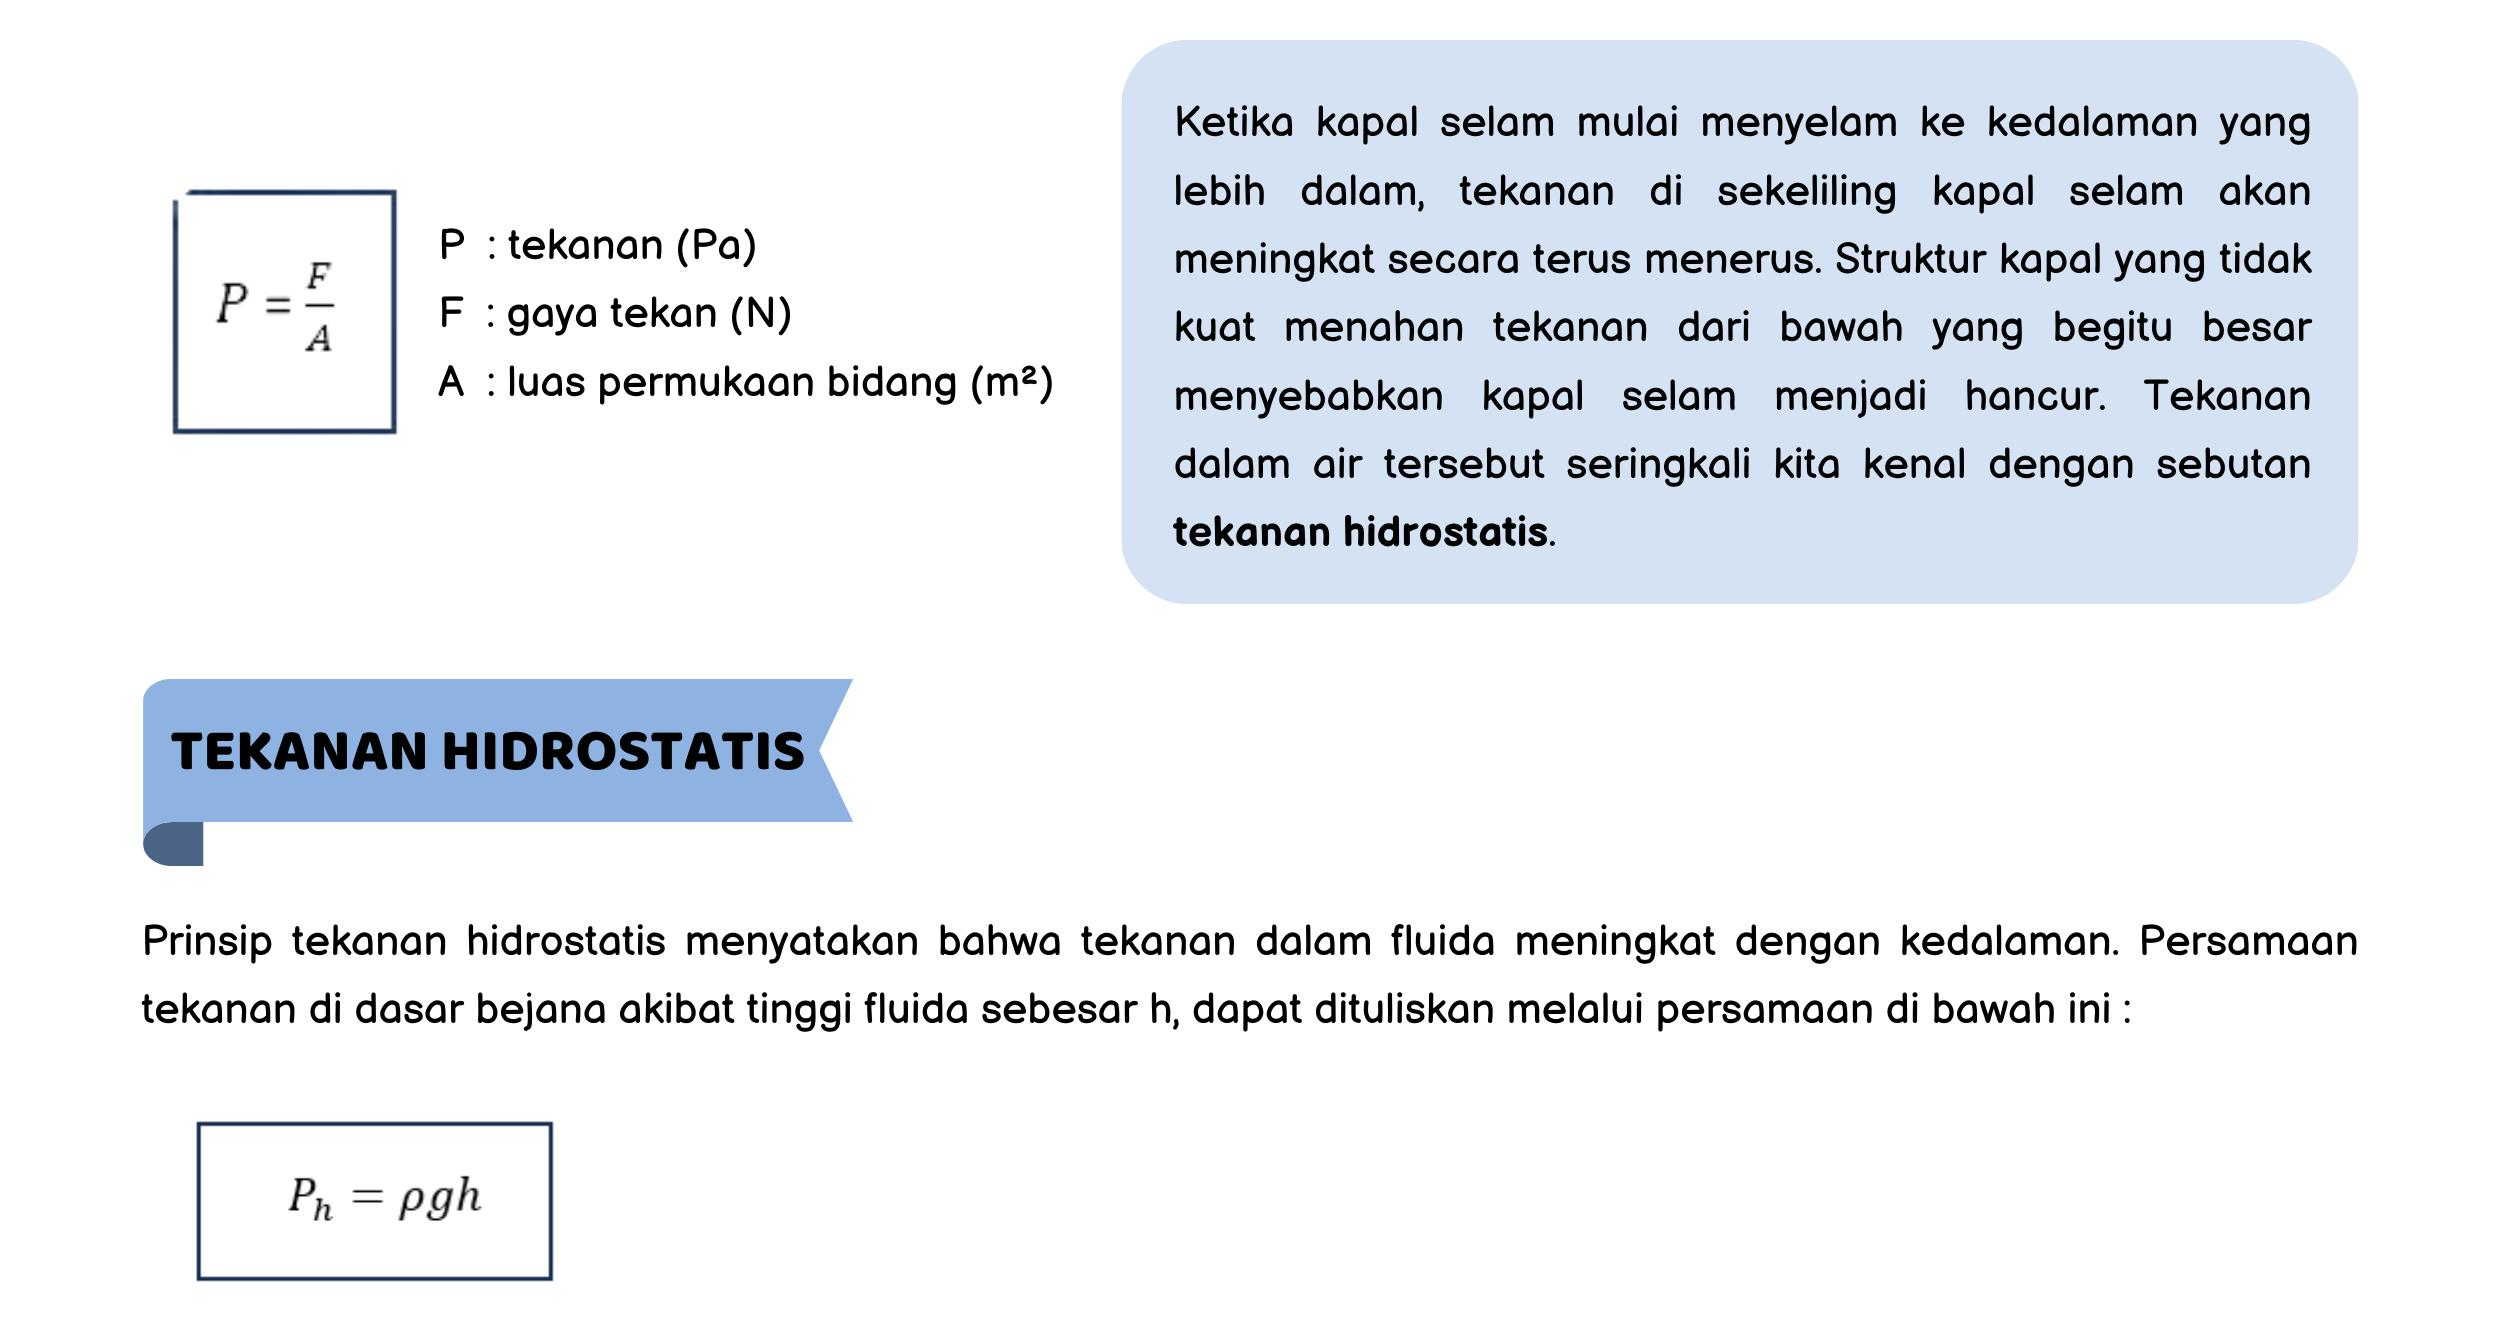 P = F/A
P : tekanan (Pa)
F : gaya tekan (N)
A : luas permukaan bidang (m²)
Ketika kapal selam mulai menyelam ke kedalaman yang
lebih dalam, tekanan di sekeliling kapal selam akan
meningkat secara terus menerus. Struktur kapal yang tidak
kuat menahan tekanan dari bawah yang begitu besar
menyebabkan kapal selam menjadi hancur. Tekanan
dalam air tersebut seringkali kita kenal dengan sebutan
tekanan hidrostatis.
TEKANAN HIDROSTATIS
Prinsip tekanan hidrostatis menyatakan bahwa tekanan dalam fluida meningkat dengan kedalaman. Persamaan
tekanan di dasar bejana akibat tinggi fluida sebesar h, dapat dituliskan melalui persamaan di bawah ini :
P_h = ρgh